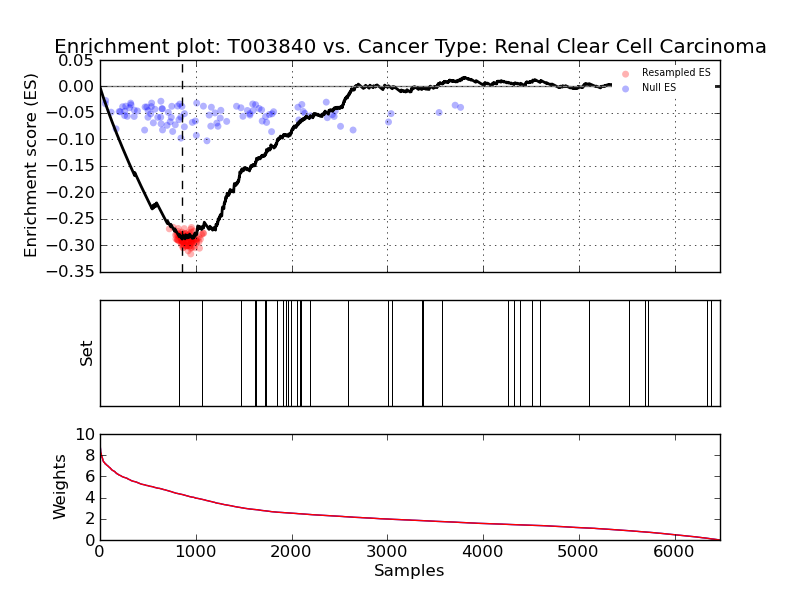 Enrichment plot: T003840 vs. Cancer Type: Renal Clear Cell Carcinoma
Enrichment score (ES)
0.05
0.00
−0.05
−0.10
−0.15
−0.20
−0.25
−0.30
−0.35
Resampled ES
Null ES
Set
Weights
10
8
6
4
2
0
0 1000 2000 3000 4000 5000 6000
Samples